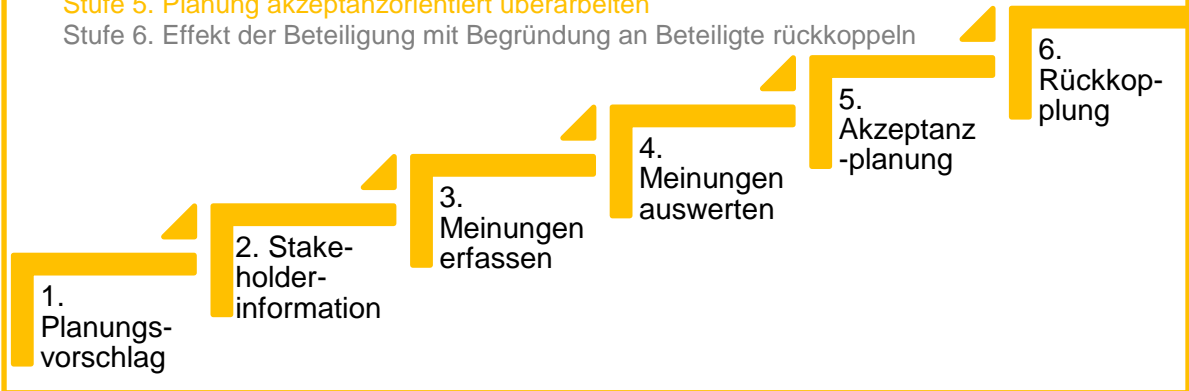 Stufe 5. Planung akzeptanzorientiert überarbeiten
Stufe 6. Effekt der Beteiligung mit Begründung an Beteiligte rückkoppeln
6.
Rückkop-
plung
5.
Akzeptanz
-planung
4.
Meinungen
auswerten
3.
Meinungen
erfassen
2. Stake-
holder-
information
1.
Planungs-
vorschlag